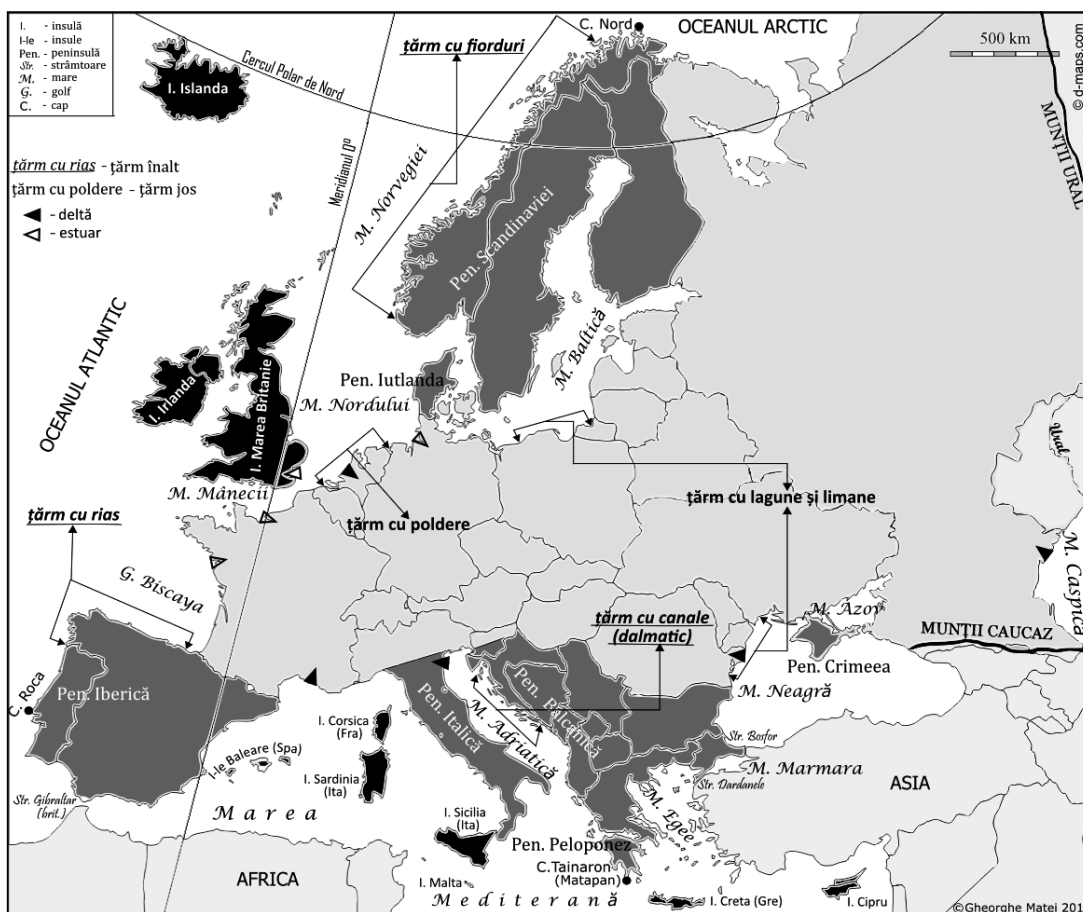 I. - insulă
I-le - insule
Pen. - peninsulă
Str. - strâmtoare
M. - mare
G. - golf
C. - cap
țărm cu rias - țărm înalt
țărm cu poldere - țărm jos
- deltă
- estuar
OCEANUL ARCTIC
C. Nord
500 km
© d-maps.com
MUNȚII URAL
țărm cu fiorduri
Cercul Polar de Nord
I. Islanda
Meridianul 0º
M. Norvegiei
Pen. Scandinaviei
OCEANUL ATLANTIC
M. Baltică
I. Irlanda
I. Marea Britanie
Pen. Iutlanda
M. Nordului
Ural
M. Mânecii
țărm cu lagune și limane
țărm cu rias
țărm cu poldere
G. Biscaya
M. Caspică
țărm cu canale
(dalmatic)
M. Azov
MUNȚII CAUCAZ
Pen. Crimeea
C. Roca
Pen. Iberică
M. Neagră
Pen. Italică
M. Adriatică
Pen. Balcanică
I. Corsica
(Fra)
Str. Bosfor
I-le Baleare (Spa)
I. Sardinia
(Ita)
M. Marmara
Str. Dardanele
ASIA
Str. Gibraltar
(brit.)
Marea
I. Sicilia
(Ita)
M. Egee
Pen. Peloponez
C. Tainaron
(Matapan)
AFRICA
I. Malta
Mediterană
I. Creta (Gre)
I. Cipru
©Gheorghe Matei 201